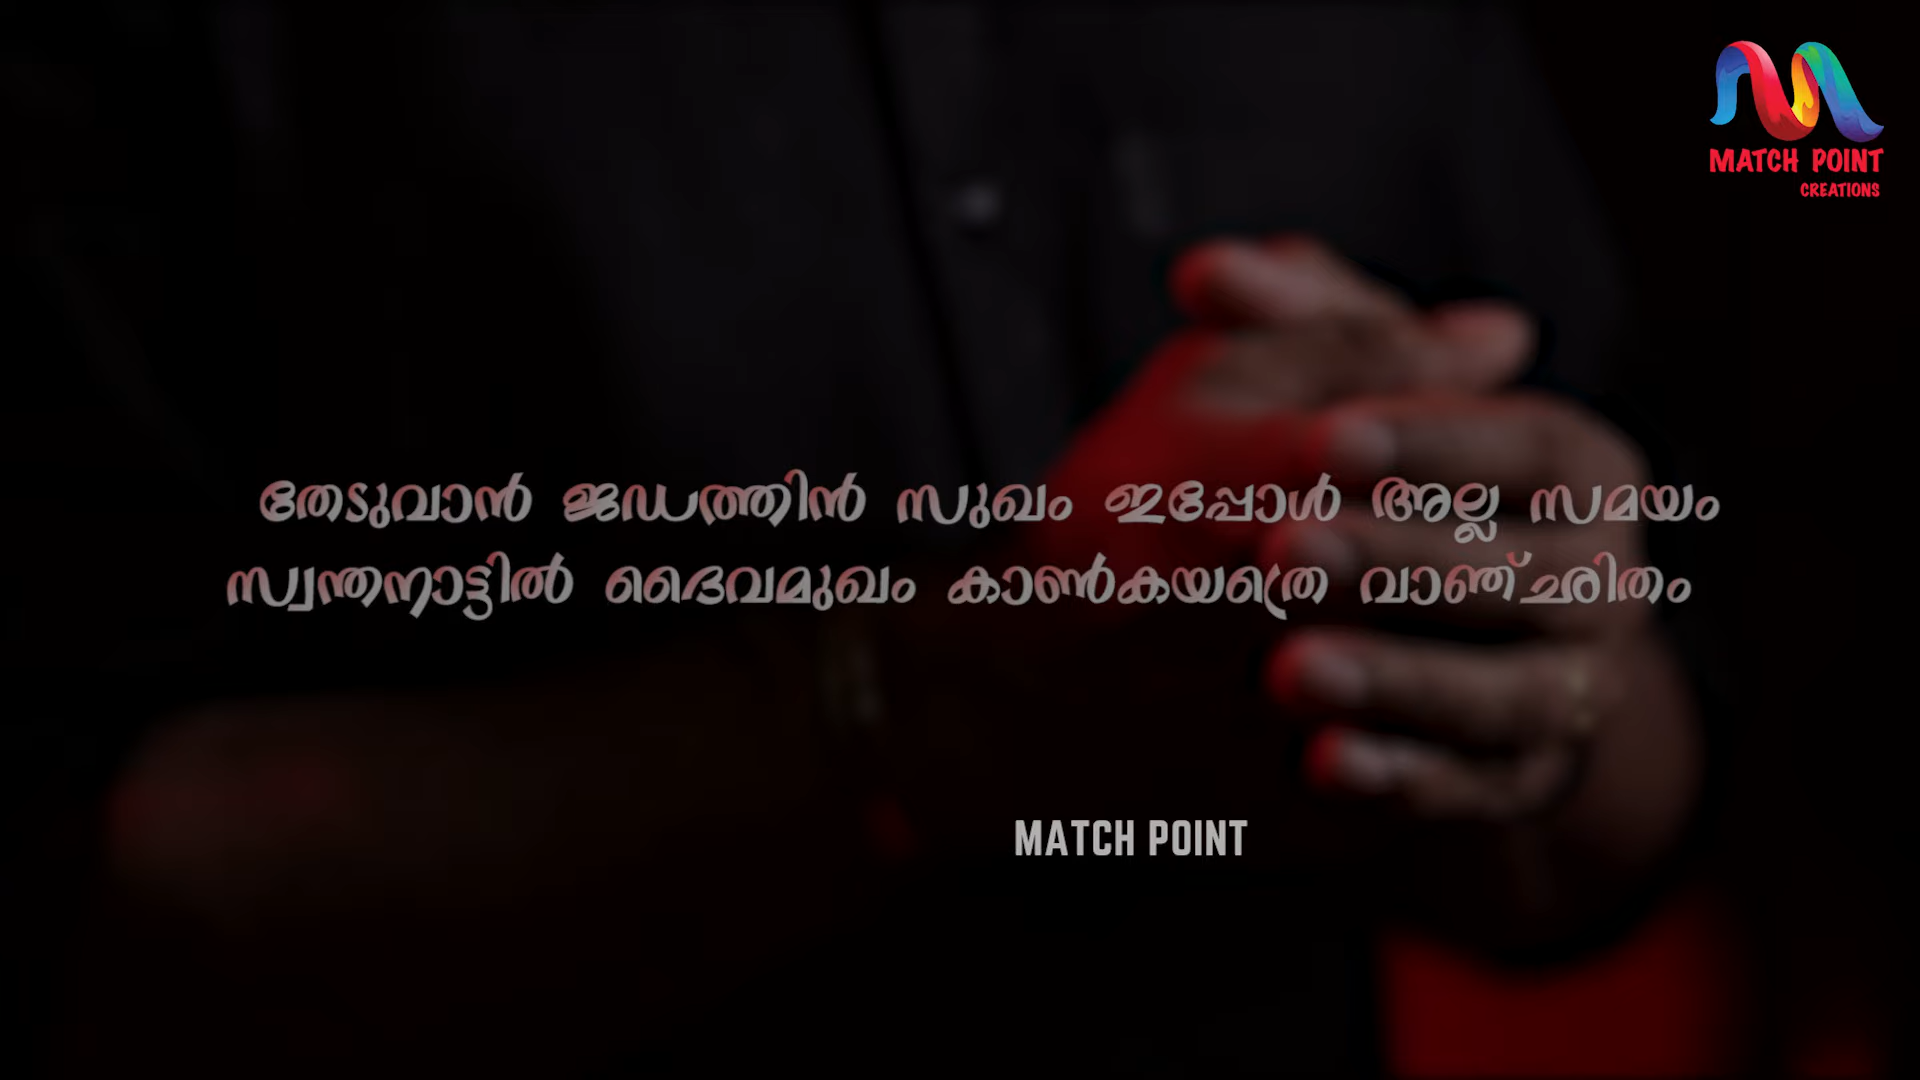 MATCH POINT
CREATIONS
തേടുവാൻ ജഡത്തിൻ സുഖം ഇപ്പോൾ അല്ല സമയം
സ്വന്തനാട്ടിൽ ദൈവമുഖം കാൺകയത്രെ വാഞ്ഛിതം
MATCH POINT